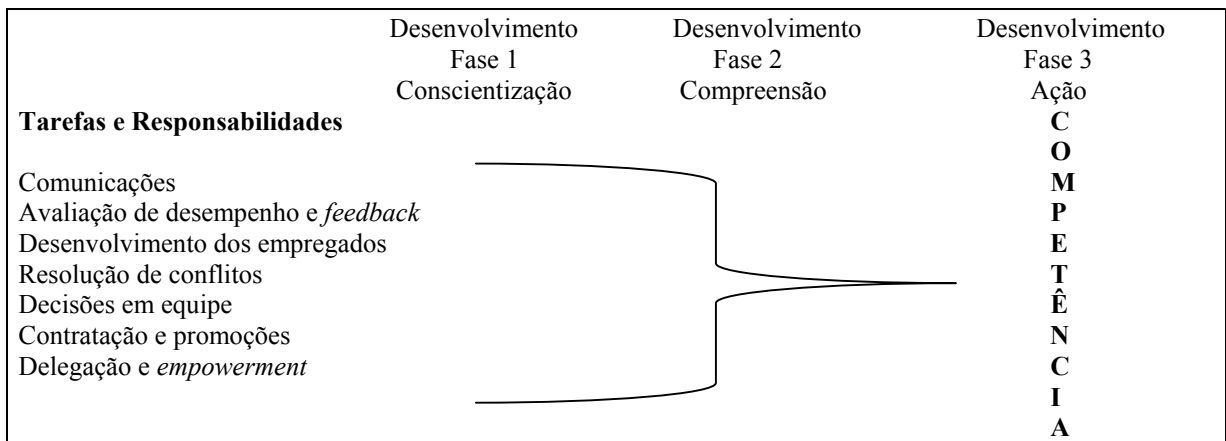 Desenvolvimento Desenvolvimento Desenvolvimento
Fase 1 Fase 2 Fase 3
Conscientização Compreensão Ação
Tarefas e Responsabilidades C
O
Comunicações M
Avaliação de desempenho e feedback P
Desenvolvimento dos empregados E
Resolução de conflitos T
Decisões em equipe Ê
Contratação e promoções N
Delegação e empowerment C
I
A